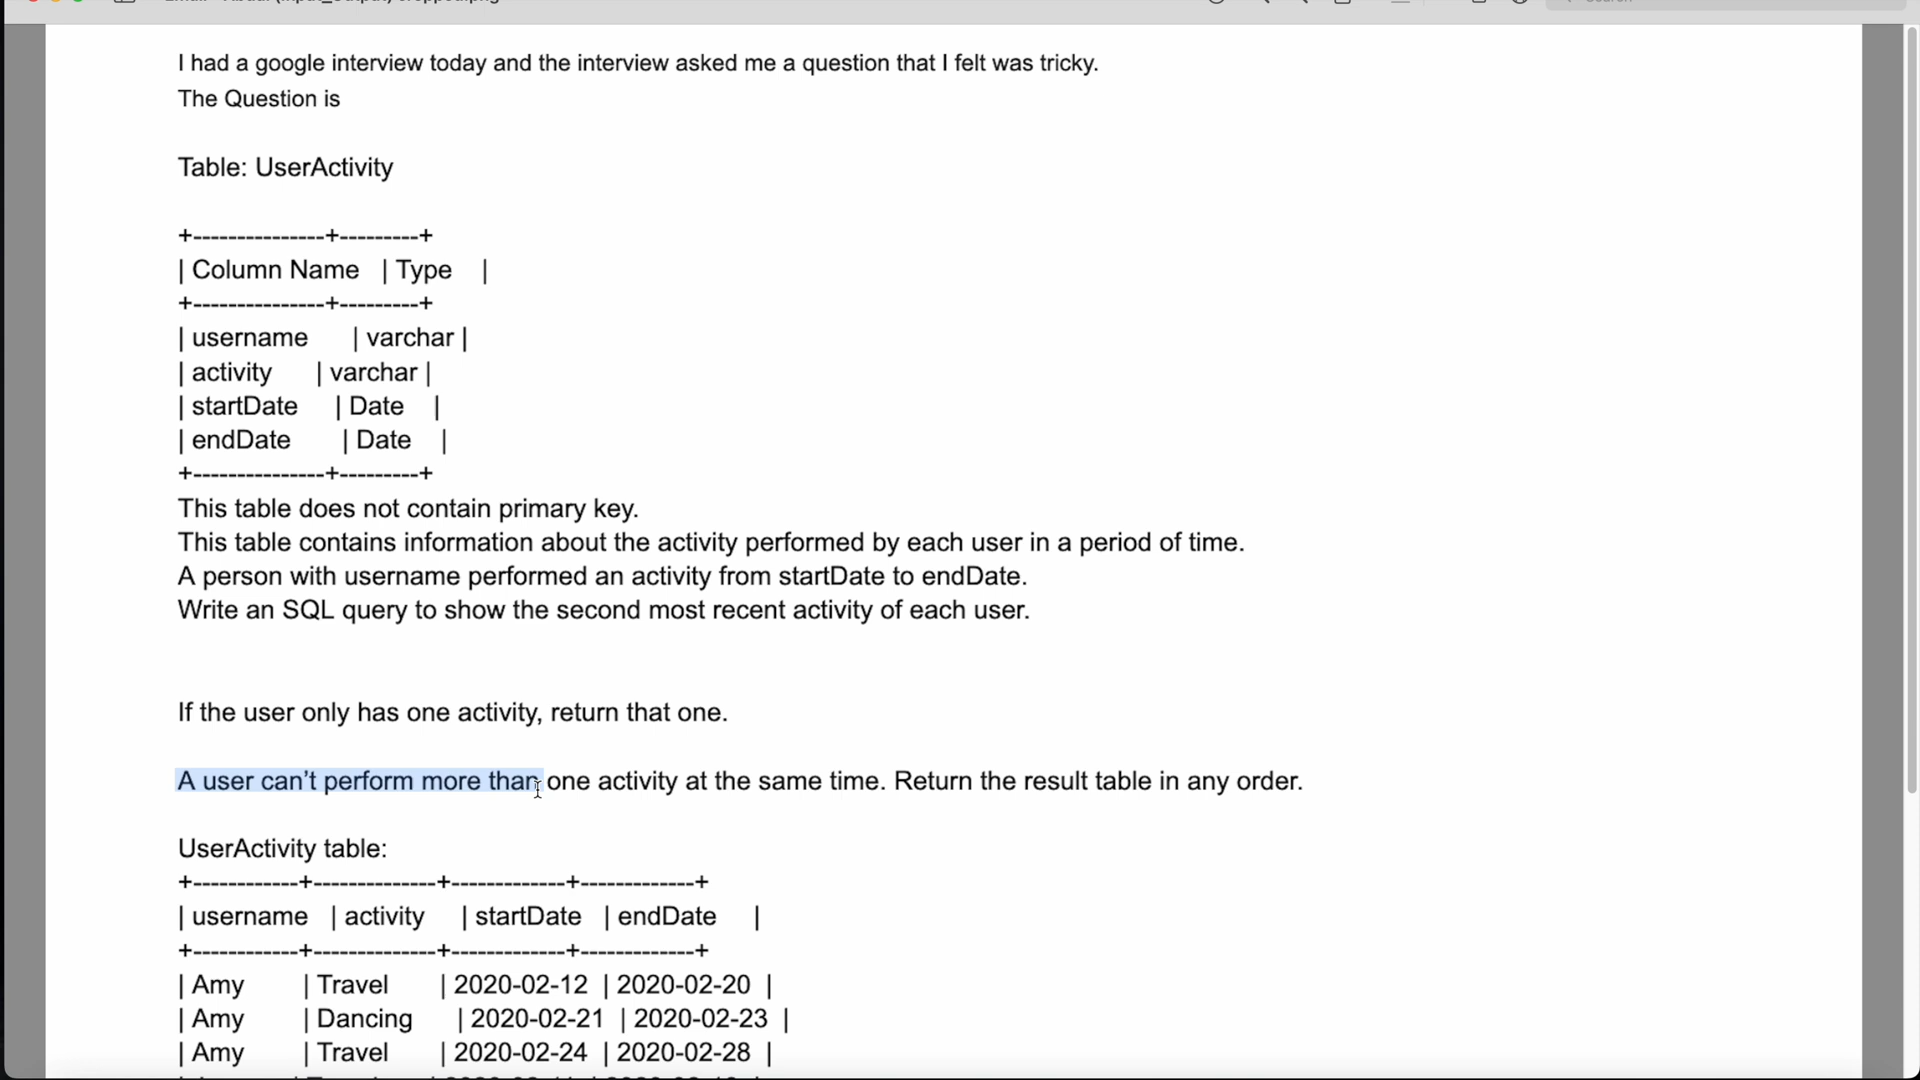 I had a google interview today and the interview asked me a question that I felt was tricky.
The Question is
Table: UserActivity
+---------------+---------+
| Column Name | Type |
+---------------+---------+
| username | varchar |
| activity | varchar |
| startDate | Date |
| endDate | Date |
+---------------+---------+
This table does not contain primary key.
This table contains information about the activity performed by each user in a period of time.
A person with username performed an activity from startDate to endDate.
Write an SQL query to show the second most recent activity of each user.
If the user only has one activity, return that one.
A user can’t perform more than one activity at the same time. Return the result table in any order.
UserActivity table:
+------------+--------------+-------------+-------------+
| username | activity | startDate | endDate |
+------------+--------------+-------------+-------------+
| Amy | Travel | 2020-02-12 | 2020-02-20 |
| Amy | Dancing | 2020-02-21 | 2020-02-23 |
| Amy | Travel | 2020-02-24 | 2020-02-28 |